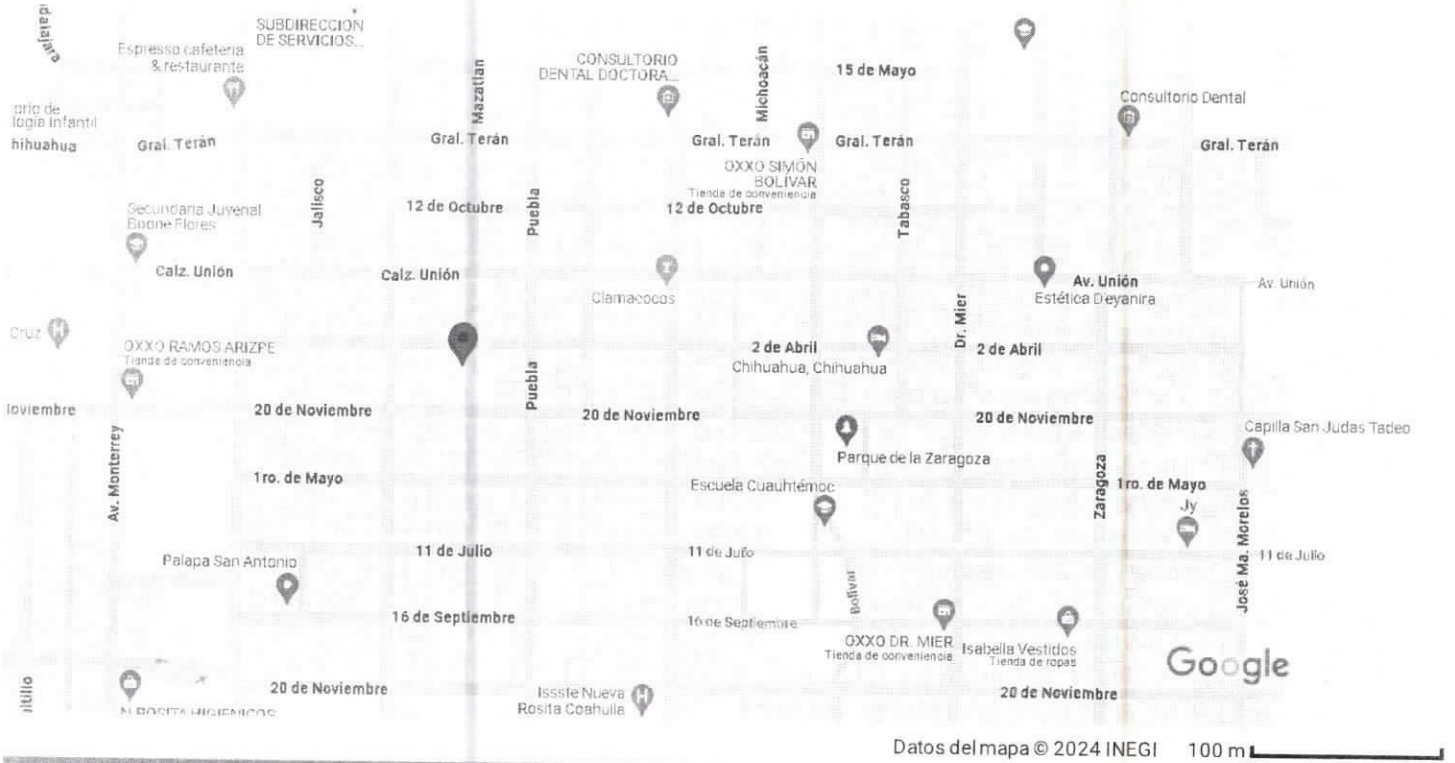 SUBDIRECCIÓN
DE SERVICIOS...
Espresso cafeteria
& restaurante
Mazatlán
CONSULTORIO
DENTAL DOCTORA...
Michoacán
15 de Mayo
Consultorio Dental
hihuahua
Gral. Terán
Gral. Terán
Gral. Terán
Gral. Terán
Gral. Terán
OXXO SIMÓN
BOLÍVAR
Tienda de conveniencia
Jalisco
Puebla
Tabasco
12 de Octubre
12 de Octubre
Secundaria Juvenal
Boone Flores
Calz. Unión
Calz. Unión
Clamacocos
Av. Unión
Estética D'eyanira
Av. Unión
Cruz
OXXO RAMOS ARIZPE
Tienda de conveniencia
Dr. Mier
2 de Abril
Chihuahua, Chihuahua
2 de Abril
Puebla
oviembre
20 de Noviembre
20 de Noviembre
20 de Noviembre
Capilla San Judas Tadeo
Av. Monterrey
Parque de la Zaragoza
1ro. de Mayo
Escuela Cuauhtémoc
Zaragoza
1ro. de Mayo
Jy
José Ma. Morelos
11 de Julio
11 de Julio
11 de Julio
Palapa San Antonio
Bolívar
16 de Septiembre
16 de Septiembre
OXXO DR. MIER
Tienda de conveniencia
Isabella Vestidos
Tienda de ropas
Google
20 de Noviembre
Issste Nueva
Rosita Coahuila
20 de Noviembre
Datos del mapa © 2024 INEGI
100 m